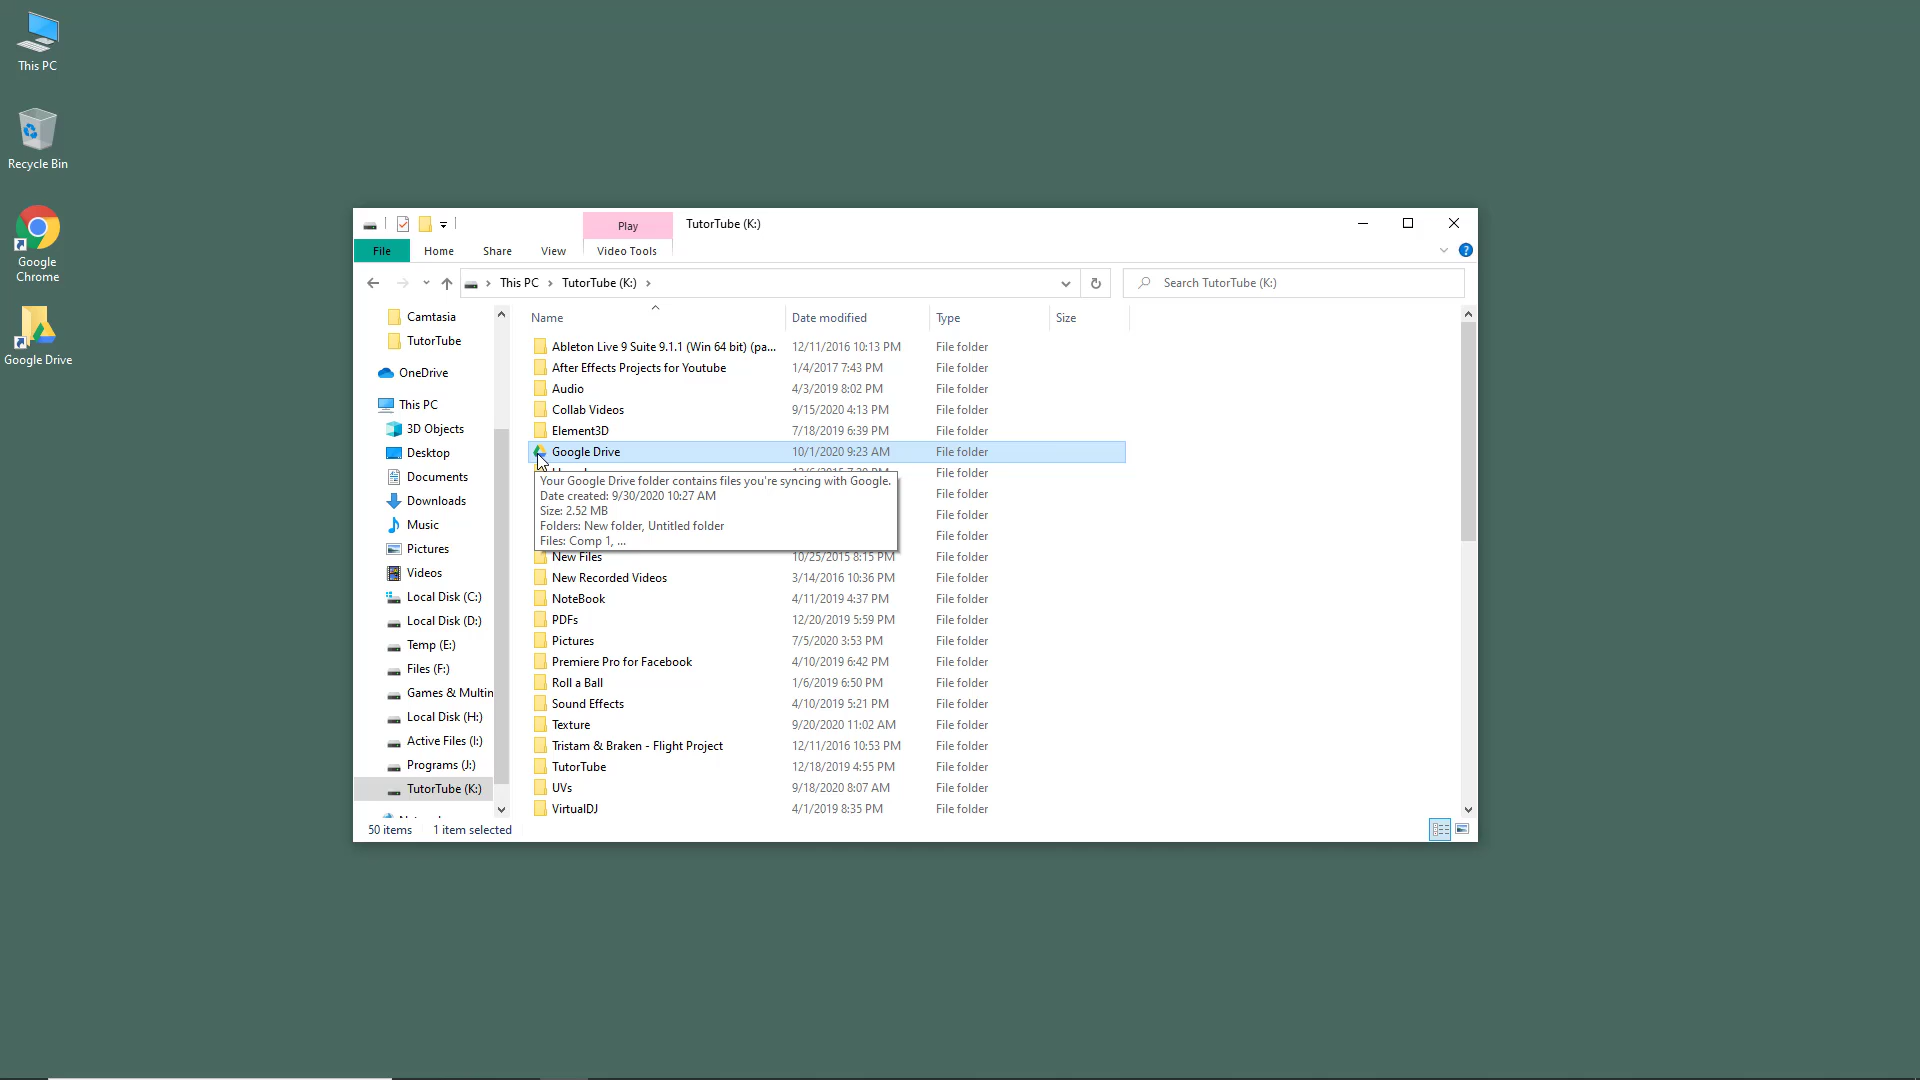 This PC
Recycle Bin
Google
Chrome
Google Drive
Play
TutorTube (K:)
File
Home
Share
View
Video Tools
This PC
TutorTube (K:)
Search TutorTube (K:)
Camtasia
TutorTube
OneDrive
This PC
3D Objects
Desktop
Documents
Downloads
Music
Pictures
Videos
Local Disk (C:)
Local Disk (D:)
Temp (E:)
Files (F:)
Games & Multin
Local Disk (H:)
Active Files (I:)
Programs (J:)
TutorTube (K:)
Name Date modified Type Size
Ableton Live 9 Suite 9.1.1 (Win 64 bit) (pa... 12/11/2016 10:13 PM File folder
After Effects Projects for Youtube 1/4/2017 7:43 PM File folder
Audio 4/3/2019 8:02 PM File folder
Collab Videos 9/15/2020 4:13 PM File folder
Element3D 7/18/2019 6:39 PM File folder
Google Drive 10/1/2020 9:23 AM File folder
File folder
File folder
File folder
File folder
Your Google Drive folder contains files you're syncing with Google.
Date created: 9/30/2020 10:27 AM
Size: 2.52 MB
Folders: New folder, Untitled folder
Files: Comp 1, ...
New Files 10/25/2015 8:15 PM File folder
New Recorded Videos 3/14/2016 10:36 PM File folder
NoteBook 4/11/2019 4:37 PM File folder
PDFs 12/20/2019 5:59 PM File folder
Pictures 7/5/2020 3:53 PM File folder
Premiere Pro for Facebook 4/10/2019 6:42 PM File folder
Roll a Ball 1/6/2019 6:50 PM File folder
Sound Effects 4/10/2019 5:21 PM File folder
Texture 9/20/2020 11:02 AM File folder
Tristam & Braken - Flight Project 12/11/2016 10:53 PM File folder
TutorTube 12/18/2019 4:55 PM File folder
UVs 9/18/2020 8:07 AM File folder
VirtualDJ 4/1/2019 8:35 PM File folder
50 items
1 item selected